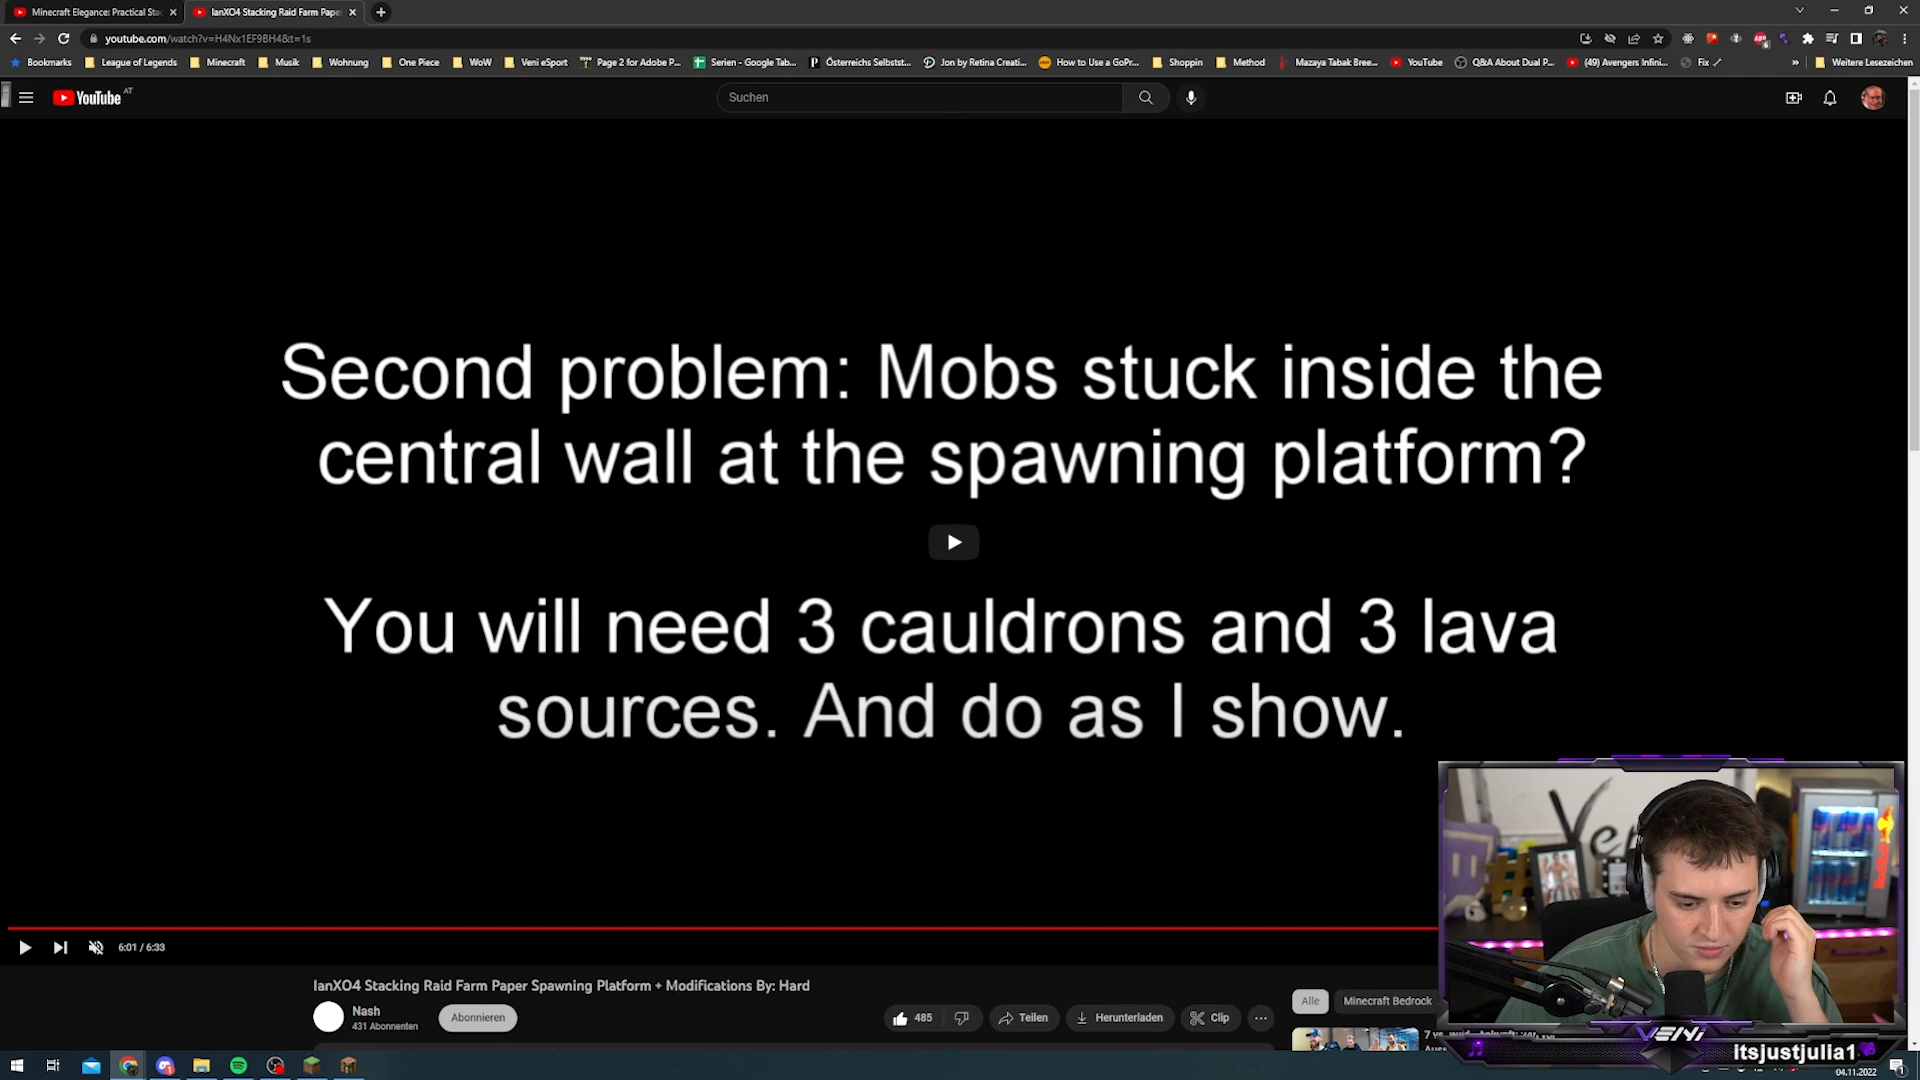 Minecraft Elegance: Practical Sta
IanXO4 Stacking Raid Farm Pape
youtube.com/watch?v=H4Nx1EF9BH4&t=1s
Bookmarks
League of Legends
Minecraft
Musik
Wohnung
One Piece
WoW
Veni eSport
Page 2 for Adobe P...
Serien - Google Tab...
Österreichs Selbstst...
Jon by Retina Creati...
How to Use a GoPr...
Shoppin
Method
Mazaya Tabak Bree...
YouTube
Q&A About Dual P...
(49) Avengers Infini...
Fix
»
Weitere Lesezeichen
YouTube AT
Suchen
Second problem: Mobs stuck inside the
central wall at the spawning platform?
You will need 3 cauldrons and 3 lava
sources. And do as I show.
6:01 / 6:33
IanXO4 Stacking Raid Farm Paper Spawning Platform + Modifications By: Hard
Nash
431 Abonnenten
Abonnieren
485
Teilen
Herunterladen
Clip
Alle
Minecraft Bedrock
VENI
itsjustjulia1
04.11.2022